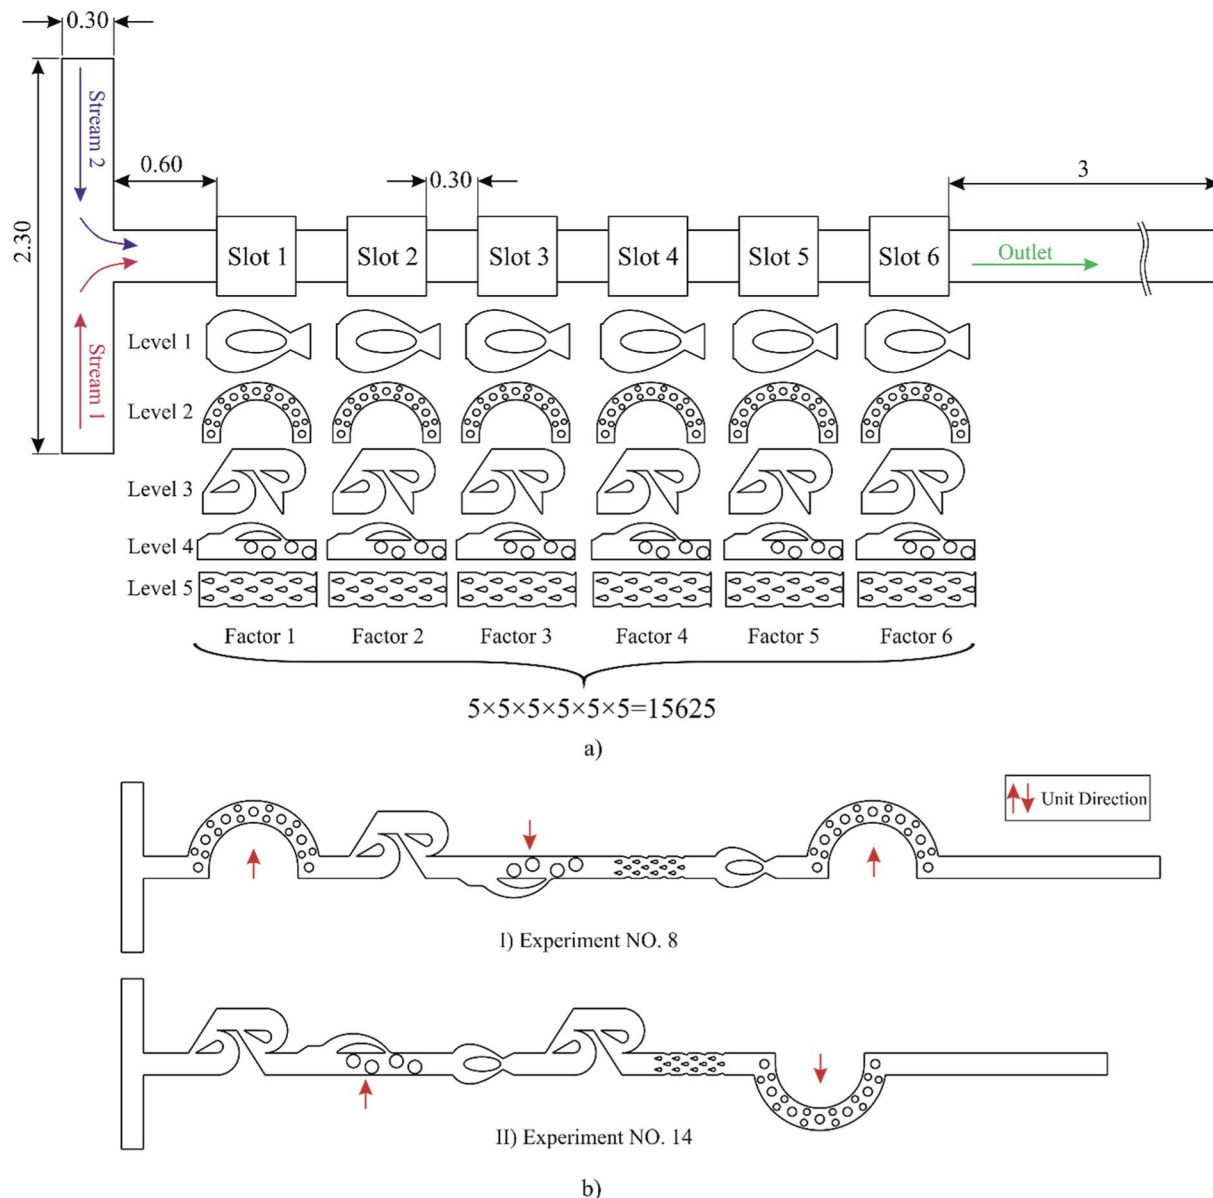 0.30
Stream 2
0.60
0.30
3
2.30
Slot 1
Slot 2
Slot 3
Slot 4
Slot 5
Slot 6
Outlet
Stream 1
Level 1
Level 2
Level 3
Level 4
Level 5
Factor 1
Factor 2
Factor 3
Factor 4
Factor 5
Factor 6
5×5×5×5×5×5=15625
a)
Unit Direction
I) Experiment NO. 8
II) Experiment NO. 14
b)